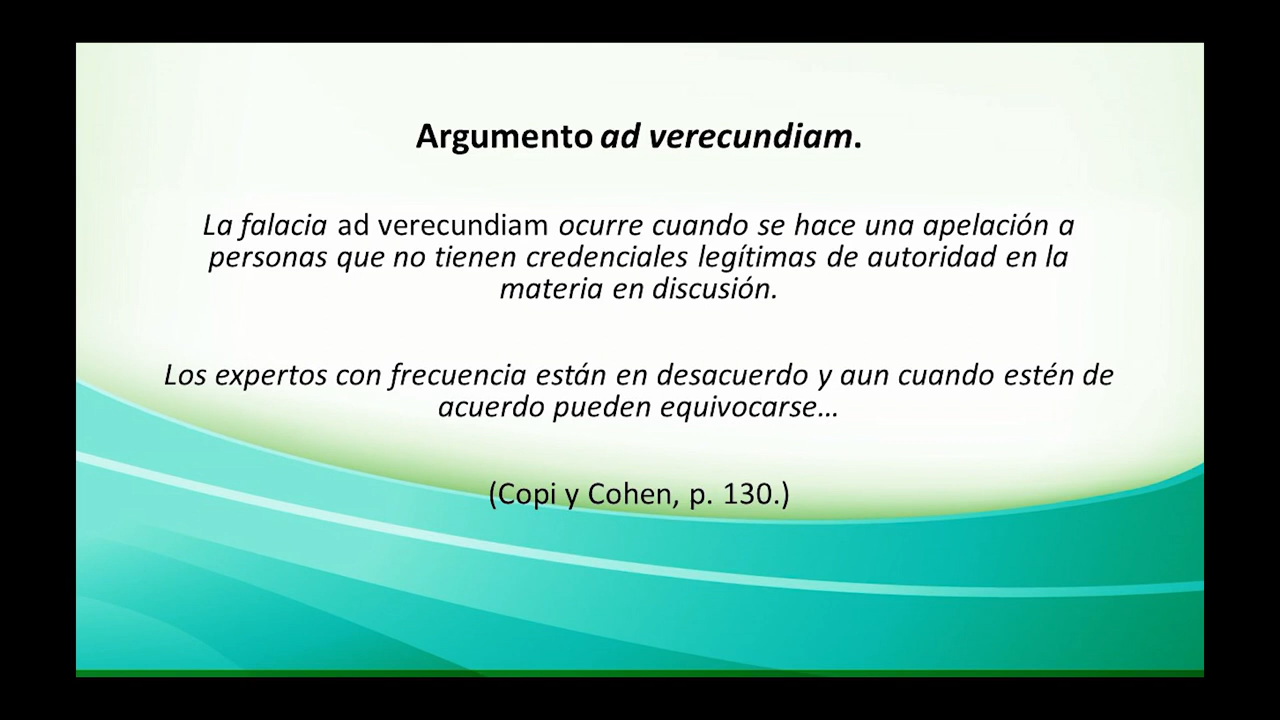 Argumento ad verecundiam.
La falacia ad verecundiam ocurre cuando se hace una apelación a
personas que no tienen credenciales legítimas de autoridad en la
materia en discusión.
Los expertos con frecuencia están en desacuerdo y aun cuando estén de
acuerdo pueden equivocarse...
(Copi y Cohen, p. 130.)